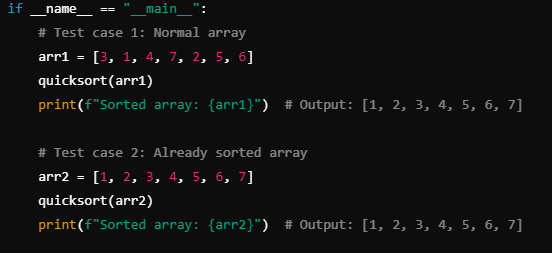 if __name__ == "__main__":
    # Test case 1: Normal array
    arr1 = [3, 1, 4, 7, 2, 5, 6]
    quicksort(arr1)
    print(f"Sorted array: {arr1}")  # Output: [1, 2, 3, 4, 5, 6, 7]

    # Test case 2: Already sorted array
    arr2 = [1, 2, 3, 4, 5, 6, 7]
    quicksort(arr2)
    print(f"Sorted array: {arr2}")  # Output: [1, 2, 3, 4, 5, 6, 7]